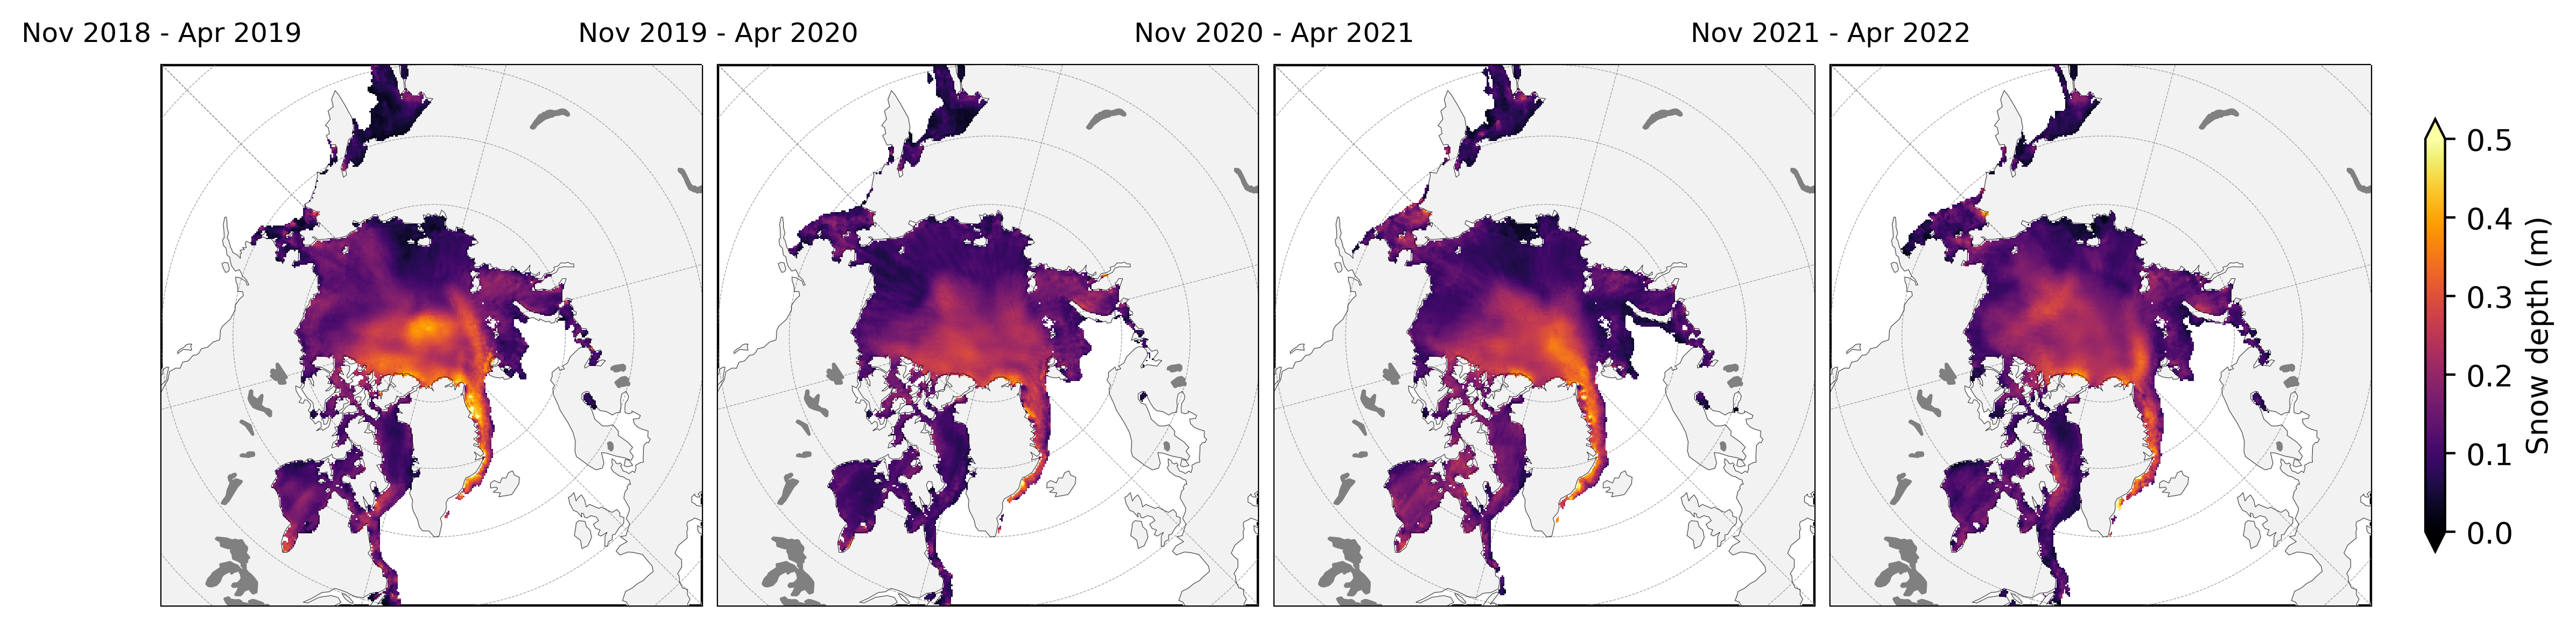 Nov 2018 - Apr 2019
Nov 2019 - Apr 2020
Nov 2020 - Apr 2021
Nov 2021 - Apr 2022
0.5
0.4
0.3
0.2
0.1
0.0
Snow depth (m)